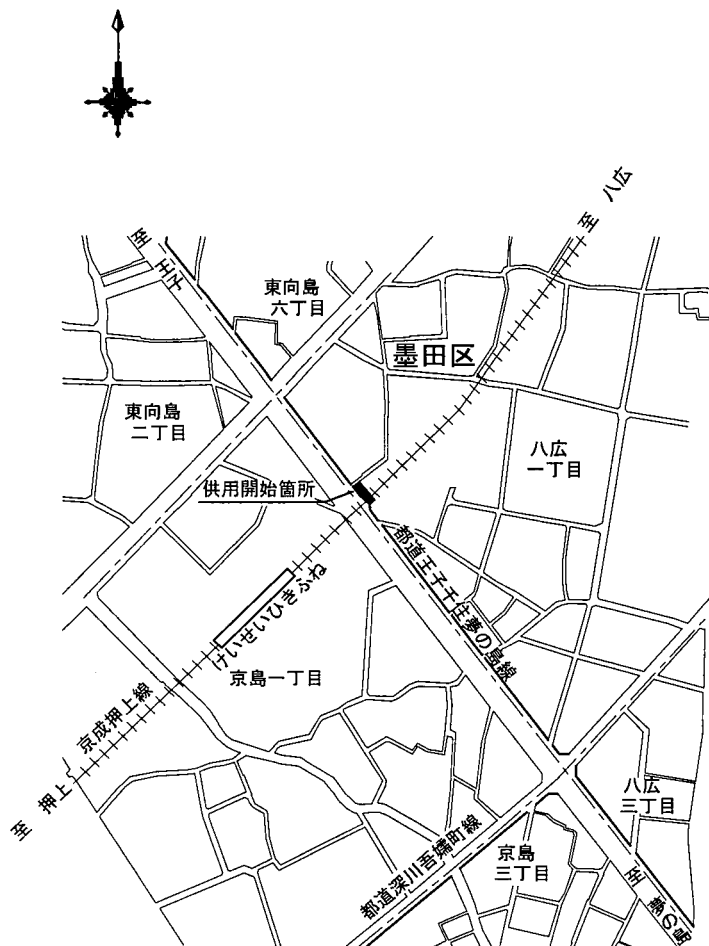 至 八広
至 王子
東向島
六丁目
墨田区
東向島
二丁目
八広
一丁目
供用開始箇所
都道王子千住夢の島線
けいせいひきふね
京島一丁目
京成押上線
至 押上
八広
三丁目
都道深川吾嬬町線
京島
三丁目
至 夢の島